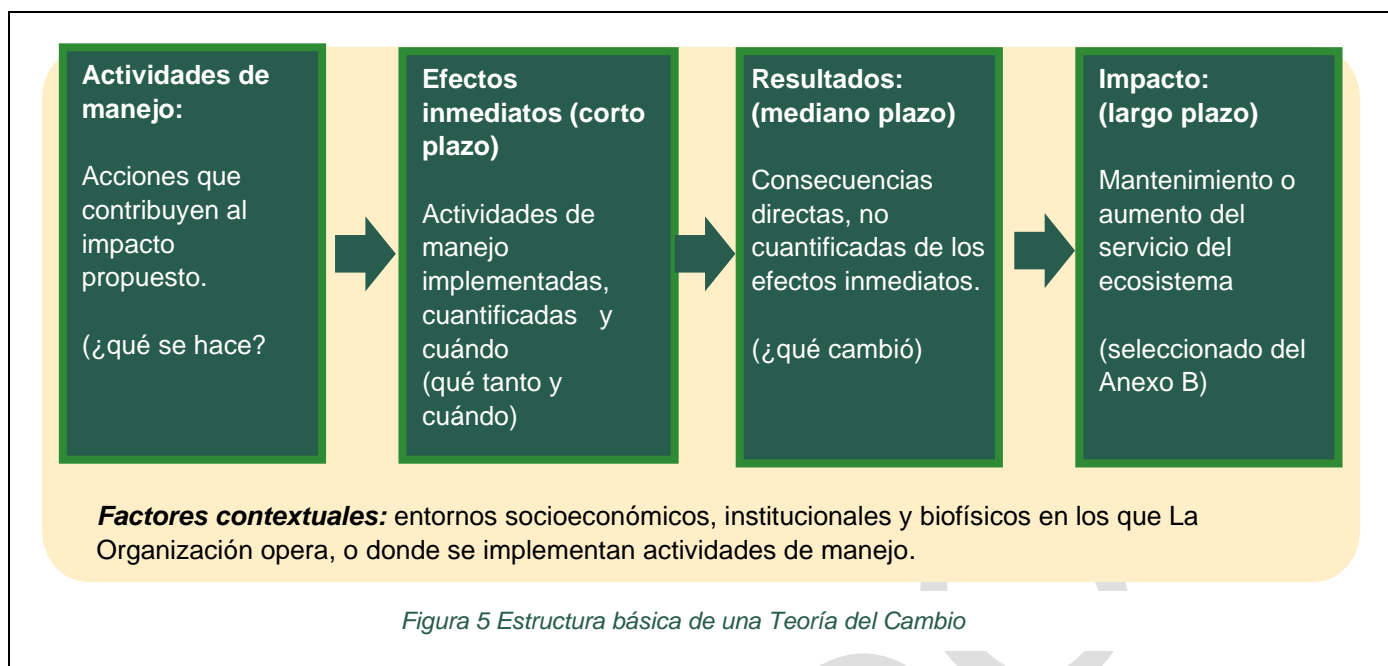 Actividades de
manejo:
Acciones que
contribuyen al
impacto
propuesto.
(¿qué se hace?
Efectos
inmediatos (corto
plazo)
Actividades de
manejo
implementadas,
cuantificadas y
cuándo
(qué tanto y
cuándo)
Resultados:
(mediano plazo)
Consecuencias
directas, no
cuantificadas de los
efectos inmediatos.
(¿qué cambió)
Impacto:
(largo plazo)
Mantenimiento o
aumento del
servicio del
ecosistema
(seleccionado del
Anexo B)
Factores contextuales: entornos socioeconómicos, institucionales y biofísicos en los que La
Organización opera, o donde se implementan actividades de manejo.
Figura 5 Estructura básica de una Teoría del Cambio